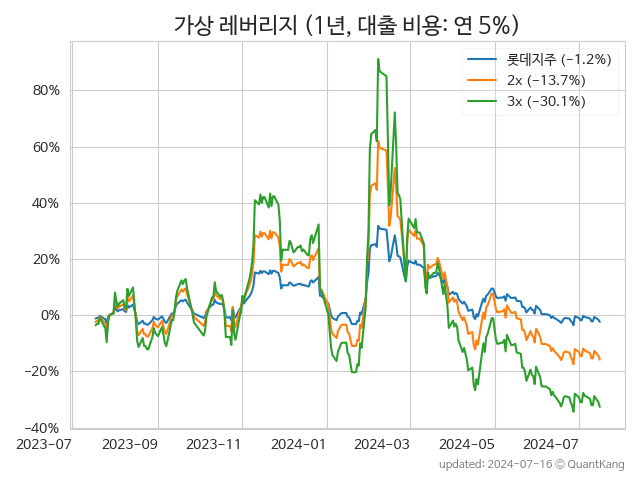 가상 레버리지 (1년, 대출 비용: 연 5%)
롯데지주 (−1.2%)
2x (−13.7%)
3x (−30.1%)
80%
60%
40%
20%
0%
−20%
−40%
2023-07
2023-09
2023-11
2024-01
2024-03
2024-05
2024-07
updated: 2024-07-16 © QuantKang